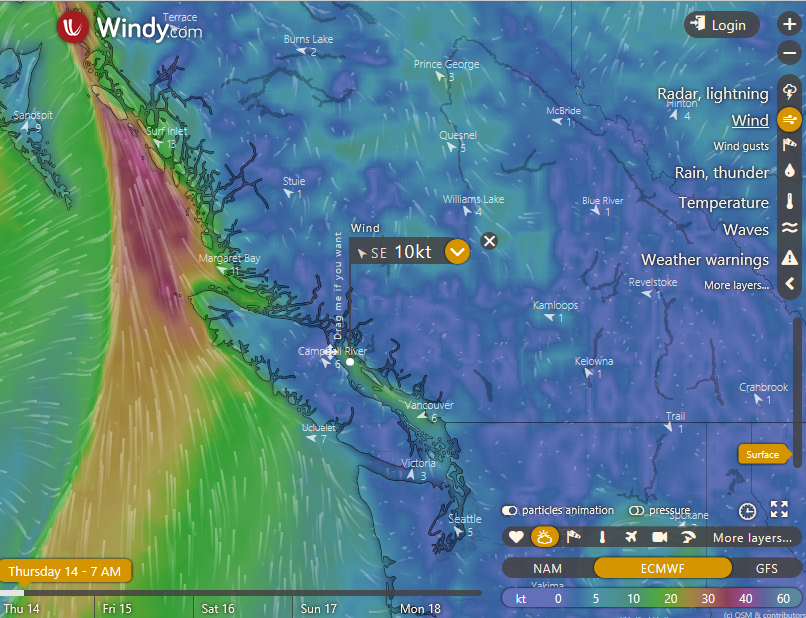 Windy.com
Terrace
Login
Burns Lake
2
Prince George
3
Radar, lightning
Hinton
4
Wind
McBride
1
Sandspit
9
Surf Inlet
13
Quesnel
5
Wind gusts
Rain, thunder
Stuie
1
Williams Lake
4
Blue River
1
Temperature
Waves
Wind
SE 10kt
Drag me if you want
Margaret Bay
11
Weather warnings
Revelstoke
1
More layers...
Kamloops
1
Campbell River
6
Kelowna
1
Cranbrook
1
Vancouver
6
Trail
1
Ucluelet
7
Surface
Victoria
3
particles animation
pressure
Spokane
Seattle
5
More layers...
Thursday 14 - 7 AM
NAM
ECMWF
GFS
Yakima
kt 0 5 10 20 30 40 60
Thu 14
Fri 15
Sat 16
Sun 17
Mon 18
(c) OSM & contributors